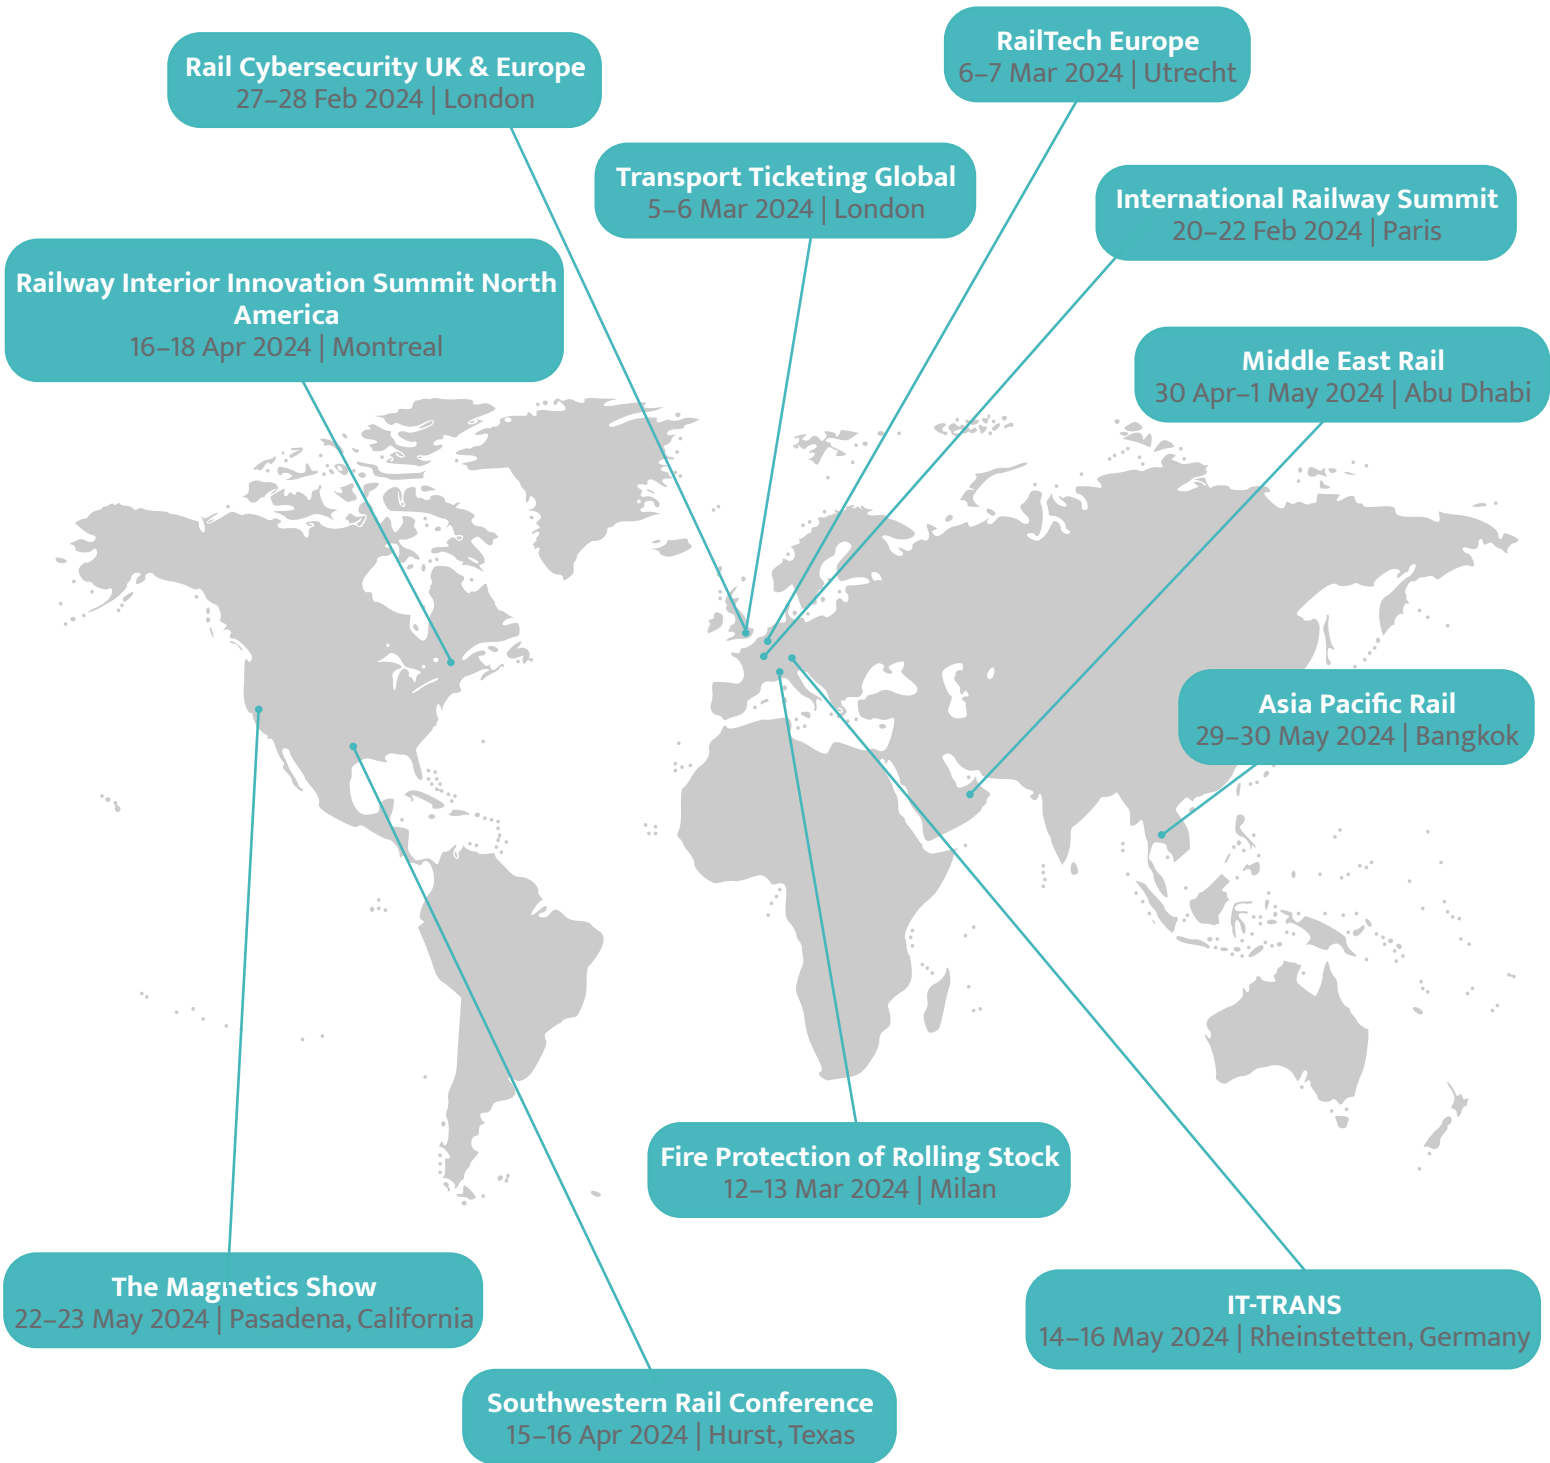 Rail Cybersecurity UK & Europe
27–28 Feb 2024 | London
RailTech Europe
6–7 Mar 2024 | Utrecht
Transport Ticketing Global
5–6 Mar 2024 | London
International Railway Summit
20–22 Feb 2024 | Paris
Railway Interior Innovation Summit North
America
16–18 Apr 2024 | Montreal
Middle East Rail
30 Apr–1 May 2024 | Abu Dhabi
Asia Pacific Rail
29–30 May 2024 | Bangkok
Fire Protection of Rolling Stock
12–13 Mar 2024 | Milan
The Magnetics Show
22–23 May 2024 | Pasadena, California
IT-TRANS
14–16 May 2024 | Rheinstetten, Germany
Southwestern Rail Conference
15–16 Apr 2024 | Hurst, Texas